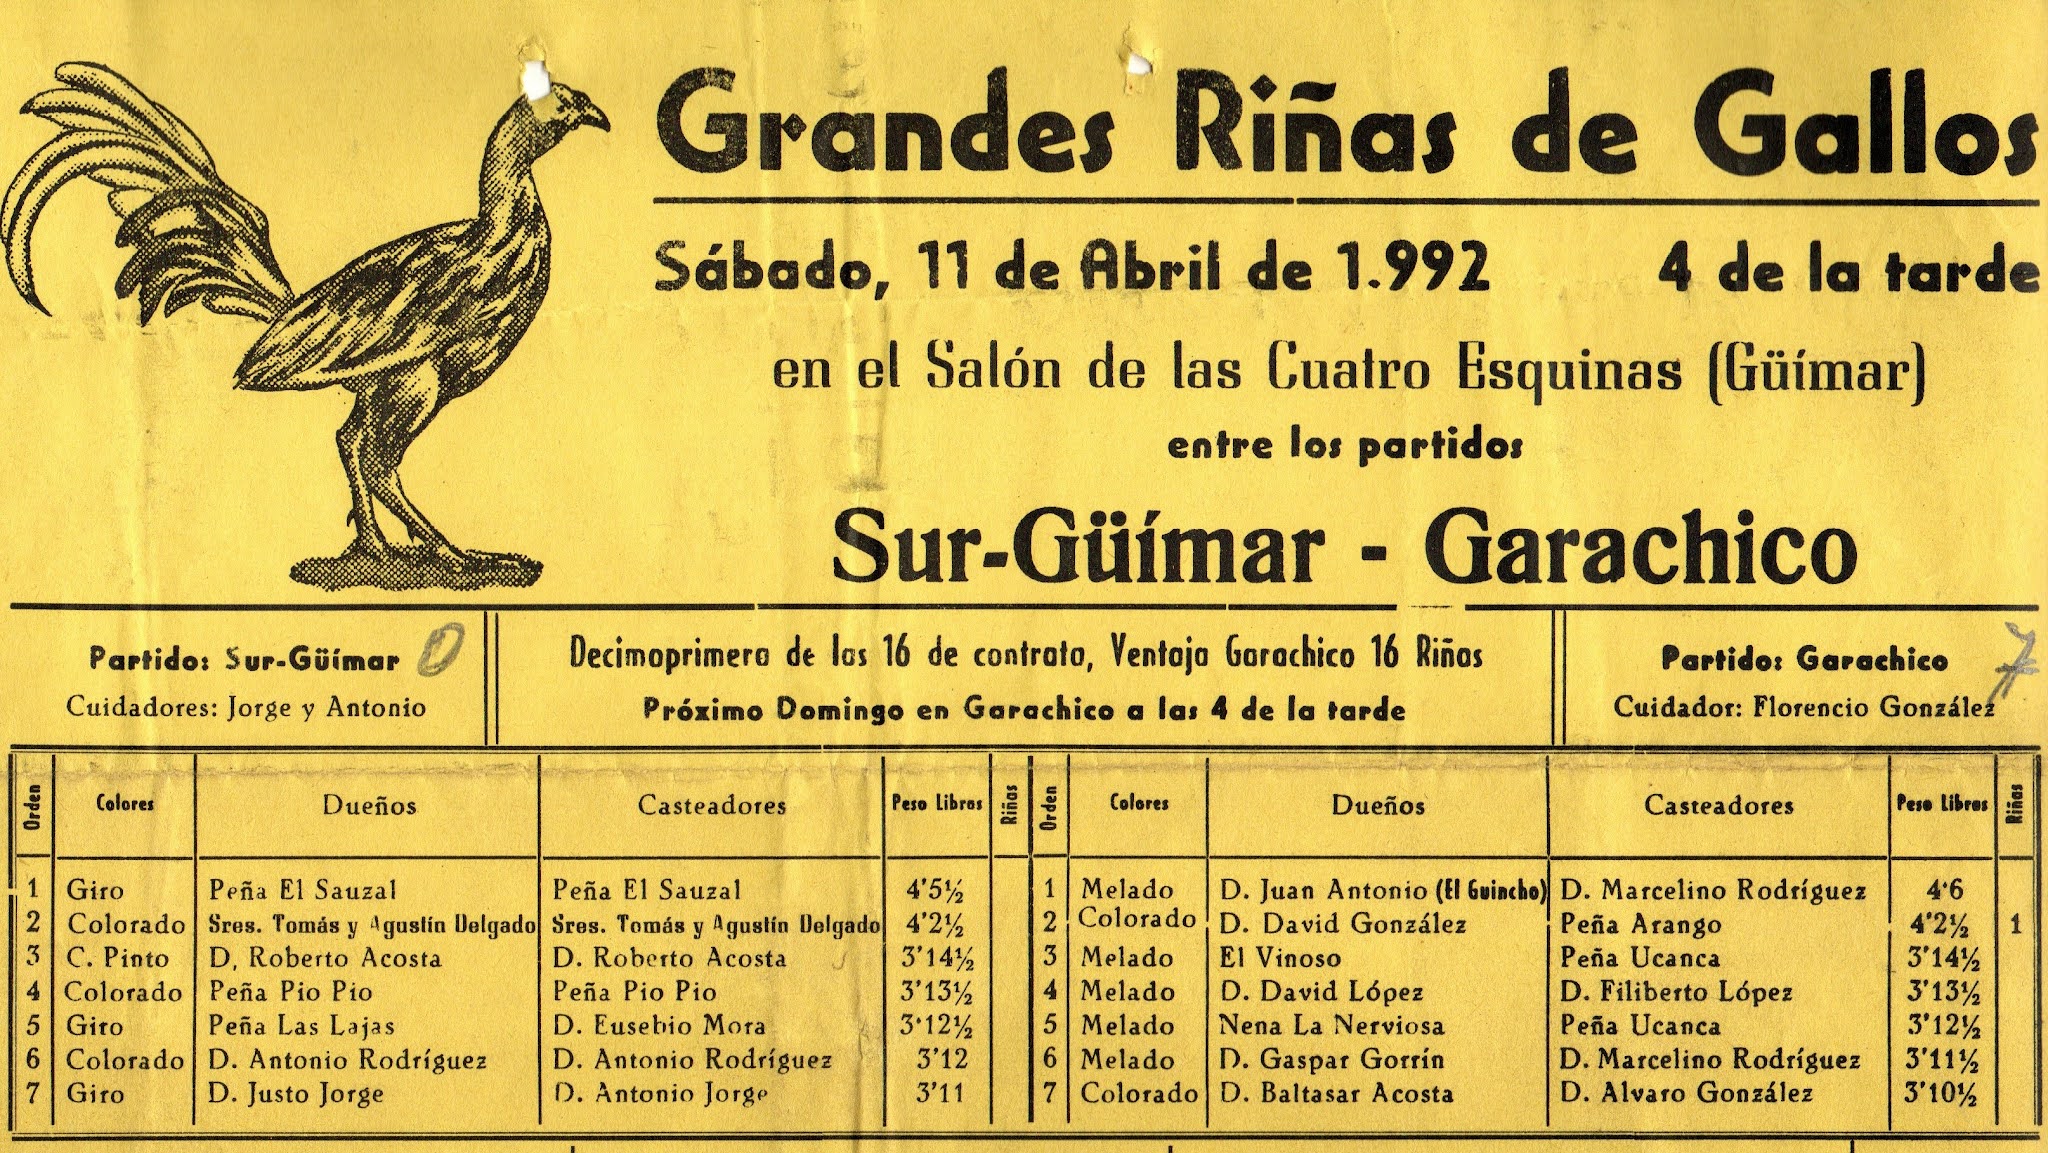 Grandes Riñas de Gallos
Sábado, 11 de Abril de 1.992 4 de la tarde
en el Salón de las Cuatro Esquinas (Güímar)
entre los partidos
Sur-Güímar - Garachico
Partido: Sur-Güímar 0
Cuidadores: Jorge y Antonio
Decimoprimera de las 16 de contrata, Ventaja Garachico 16 Riñas
Próximo Domingo en Garachico a las 4 de la tarde
Partido: Garachico 7
Cuidador: Florencio González
Orden Colores Dueños Casteadores Peso Libras Riñas Orden Colores Dueños Casteadores Peso Libras Riñas
1 Giro Peña El Sauzal Peña El Sauzal 4'5½ 1 Melado D. Juan Antonio (El Guincho) D. Marcelino Rodríguez 4'6
2 Colorado Sres. Tomás y Agustín Delgado Sres. Tomás y Agustín Delgado 4'2½ 2 Colorado D. David González Peña Arango 4'2½ 1
3 C. Pinto D, Roberto Acosta D. Roberto Acosta 3'14½ 3 Melado El Vinoso Peña Ucanca 3'14½
4 Colorado Peña Pio Pio Peña Pio Pio 3'13½ 4 Melado D. David López D. Filiberto López 3'13½
5 Giro Peña Las Lajas D. Eusebio Mora 3'12½ 5 Melado Nena La Nerviosa Peña Ucanca 3'12½
6 Colorado D. Antonio Rodríguez D. Antonio Rodríguez 3'12 6 Melado D. Gaspar Gorrín D. Marcelino Rodríguez 3'11½
7 Giro D. Justo Jorge D. Antonio Jorge 3'11 7 Colorado D. Baltasar Acosta D. Alvaro González 3'10½